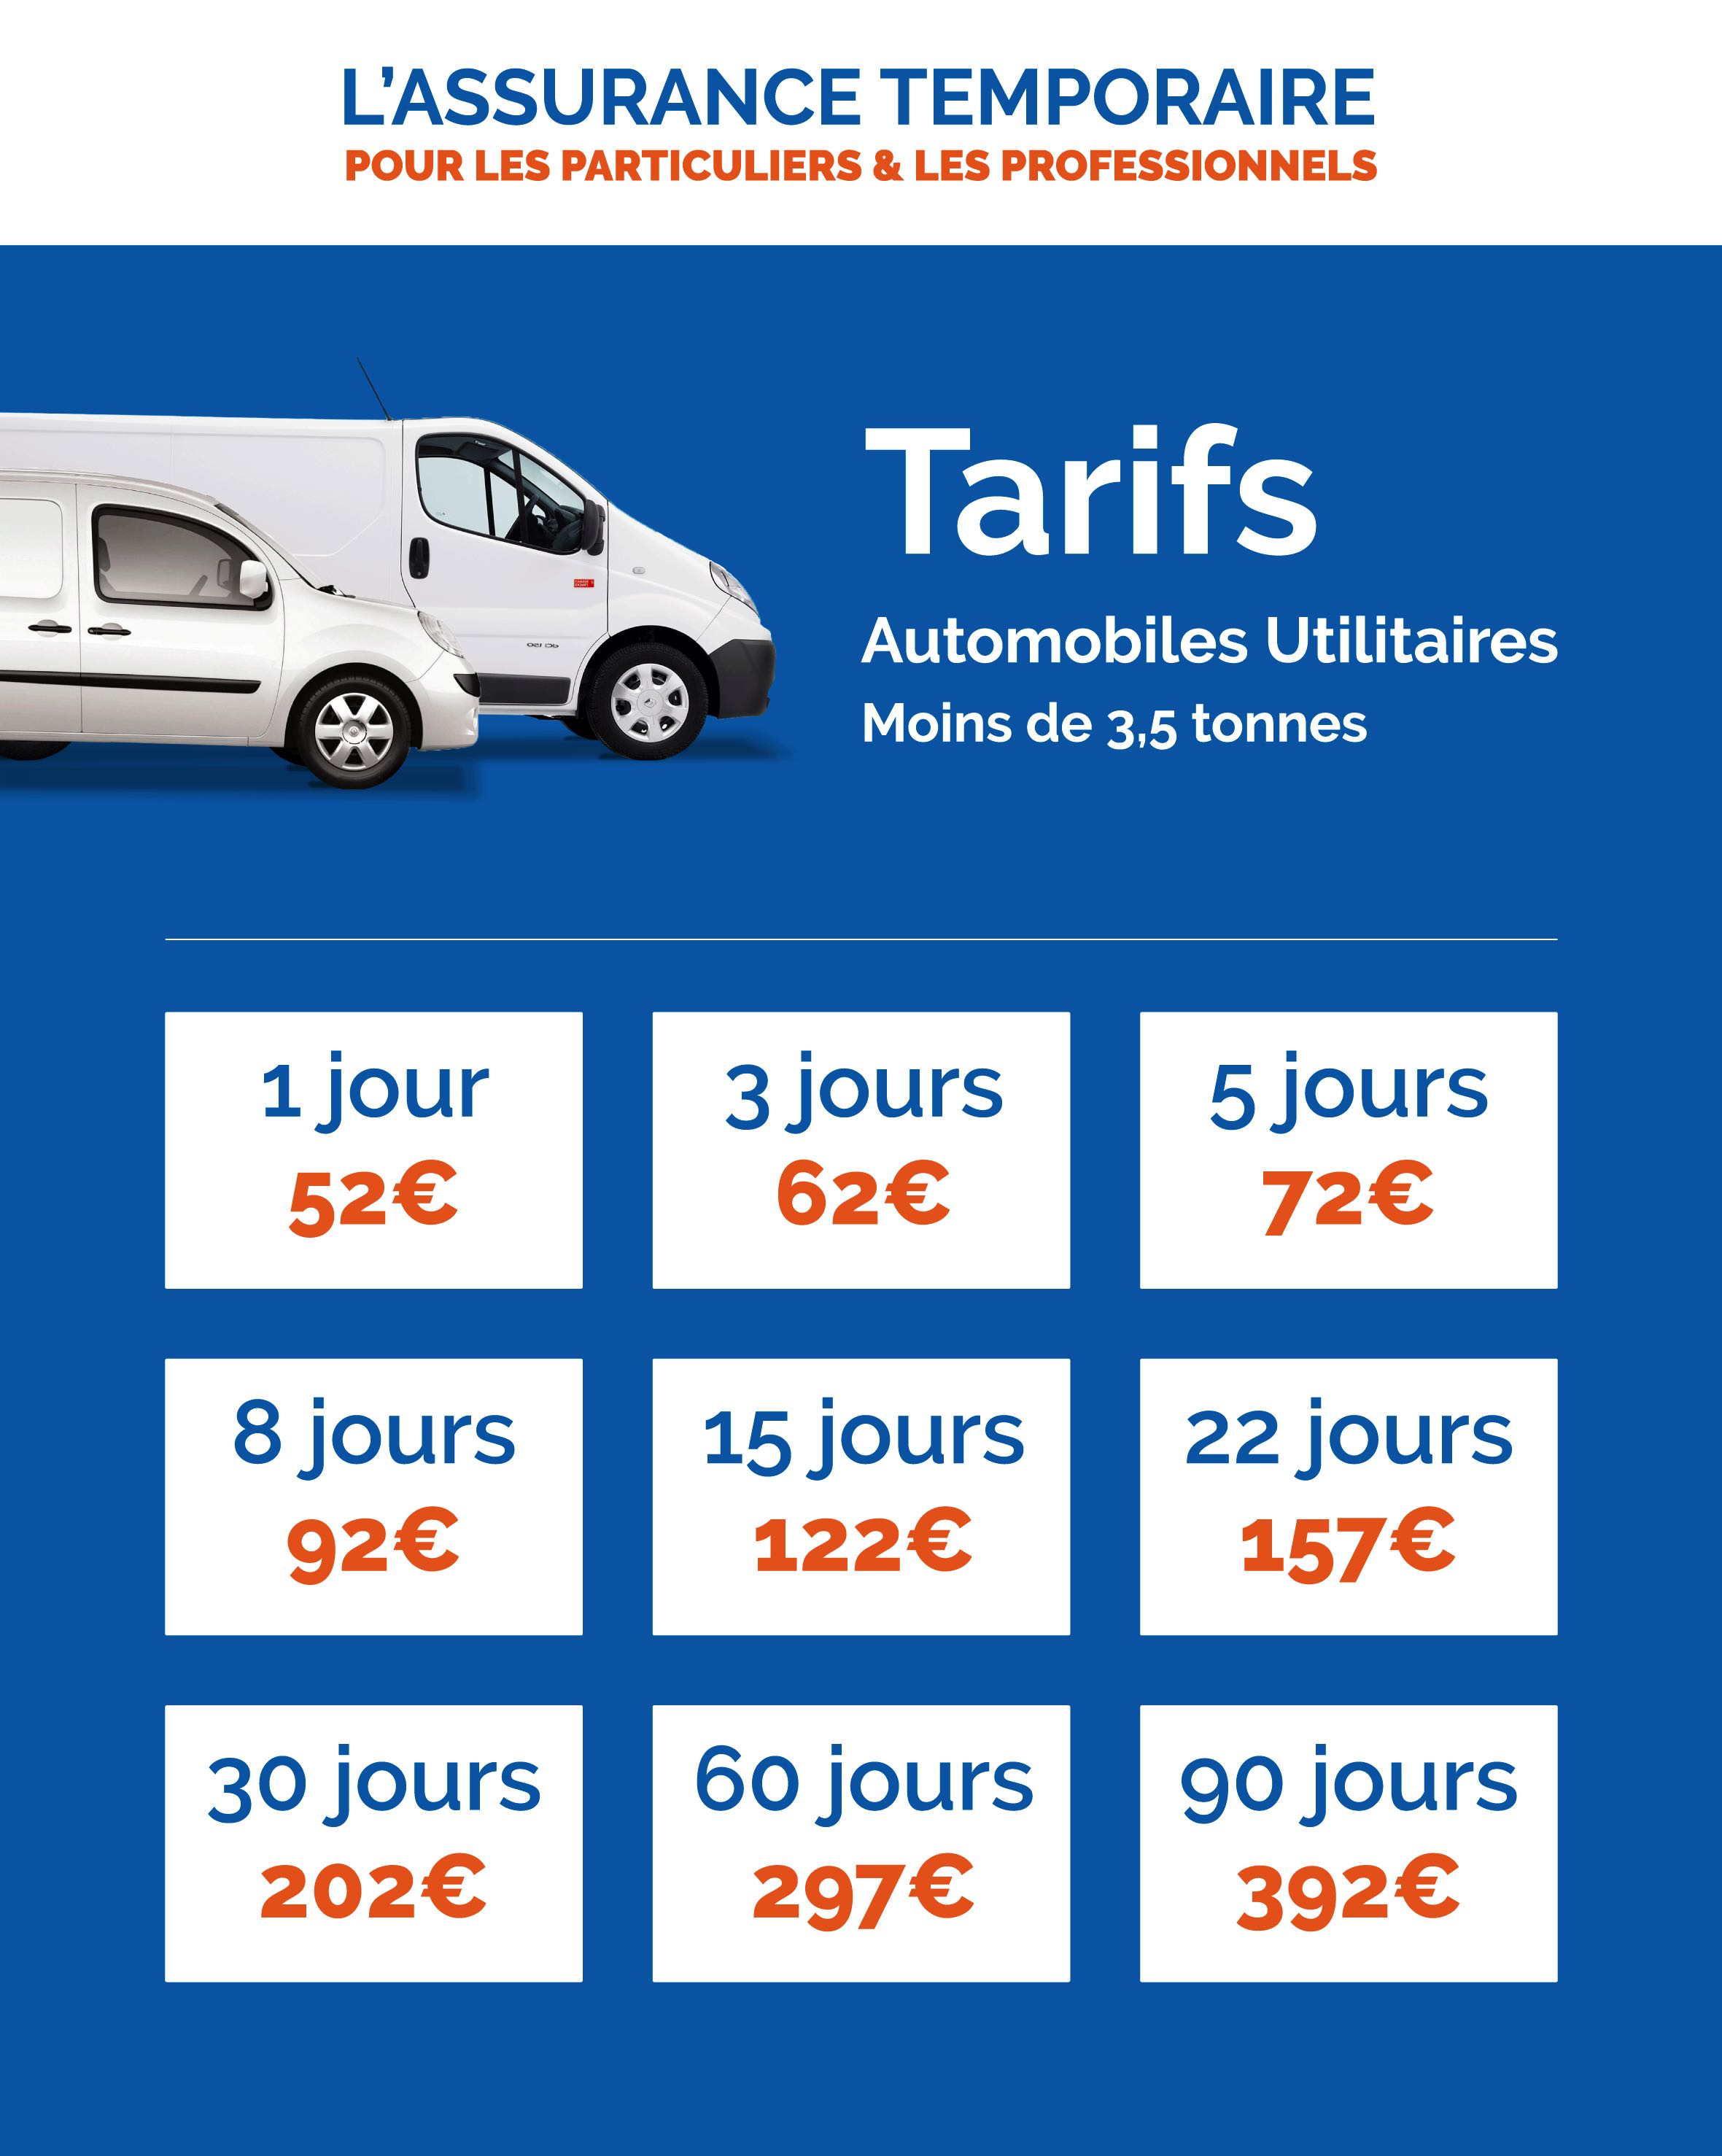 L'ASSURANCE TEMPORAIRE
POUR LES PARTICULIERS & LES PROFESSIONNELS
Tarifs
Automobiles Utilitaires
Moins de 3,5 tonnes
1 jour
52€
3 jours
62€
5 jours
72€
8 jours
92€
15 jours
122€
22 jours
157€
30 jours
202€
60 jours
297€
90 jours
392€